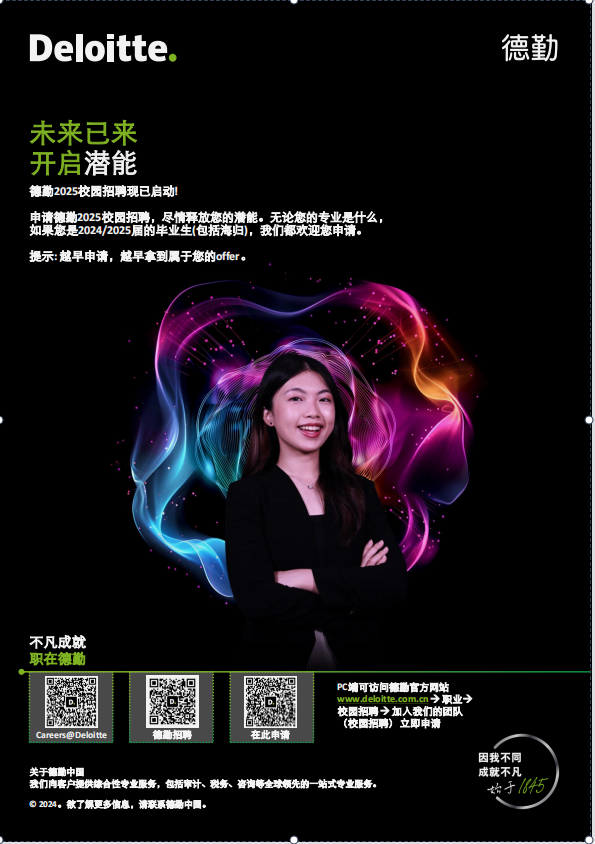 Deloitte.
德勤
未来已来
开启潜能
德勤2025校园招聘现已启动!
申请德勤2025校园招聘，尽情释放您的潜能。无论您的专业是什么，
如果您是2024/2025届的毕业生(包括海归)，我们都欢迎您申请。
提示: 越早申请，越早拿到属于您的offer。
不凡成就
职在德勤
Careers@Deloitte
德勤招聘
在此申请
PC端可访问德勤官方网站
www.deloitte.com.cn → 职业→
校园招聘 → 加入我们的团队
（校园招聘）立即申请
因我不同
成就不凡
始于1845
关于德勤中国
我们向客户提供综合性专业服务，包括审计、税务、咨询等全球领先的一站式专业服务。
© 2024。欲了解更多信息，请联系德勤中国。